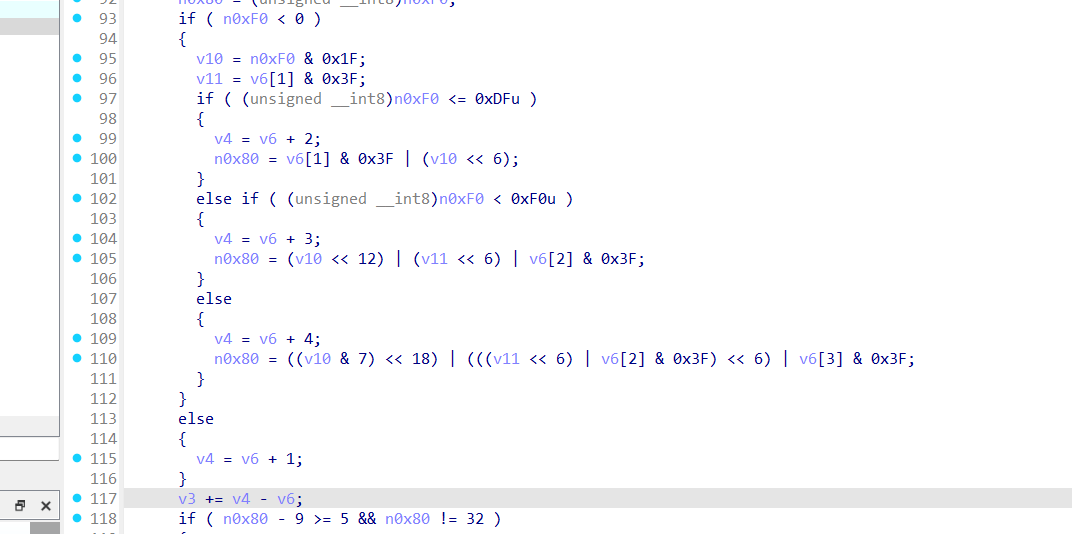 92 n0x80 = (unsigned __int8)n0xF0;
93 if ( n0xF0 < 0 )
94 {
95 v10 = n0xF0 & 0x1F;
96 v11 = v6[1] & 0x3F;
97 if ( (unsigned __int8)n0xF0 <= 0xDFu )
98 {
99 v4 = v6 + 2;
100 n0x80 = v6[1] & 0x3F | (v10 << 6);
101 }
102 else if ( (unsigned __int8)n0xF0 < 0xF0u )
103 {
104 v4 = v6 + 3;
105 n0x80 = (v10 << 12) | (v11 << 6) | v6[2] & 0x3F;
106 }
107 else
108 {
109 v4 = v6 + 4;
110 n0x80 = ((v10 & 7) << 18) | (((v11 << 6) | v6[2] & 0x3F) << 6) | v6[3] & 0x3F;
111 }
112 }
113 else
114 {
115 v4 = v6 + 1;
116 }
117 v3 += v4 - v6;
118 if ( n0x80 - 9 >= 5 && n0x80 != 32 )